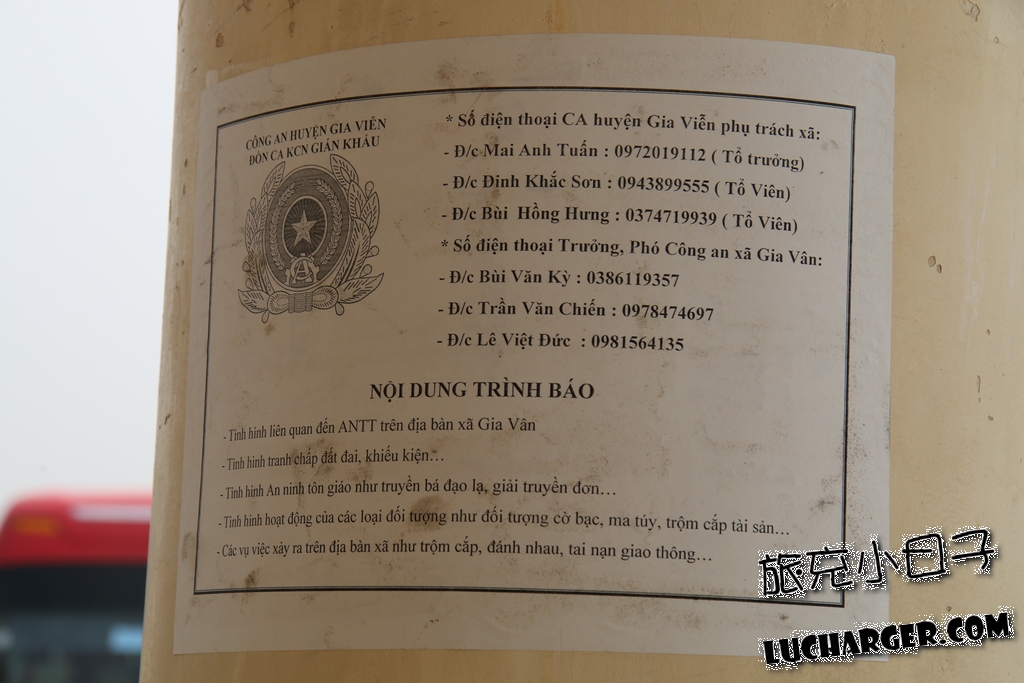 CÔNG AN HUYỆN GIA VIỄN
ĐỒN CA KCN GIÁN KHẨU
* Số điện thoại CA huyện Gia Viễn phụ trách xã:
- Đ/c Mai Anh Tuấn : 0972019112 ( Tổ trưởng)
- Đ/c Đinh Khắc Sơn : 0943899555 ( Tổ Viên)
- Đ/c Bùi Hồng Hưng : 0374719939 ( Tổ Viên)
* Số điện thoại Trưởng, Phó Công an xã Gia Vân:
- Đ/c Bùi Văn Kỳ : 0386119357
- Đ/c Trần Văn Chiến : 0978474697
- Đ/c Lê Việt Đức : 0981564135
NỘI DUNG TRÌNH BÁO
- Tình hình liên quan đến ANTT trên địa bàn xã Gia Vân
- Tình hình tranh chấp đất đai, khiếu kiện…
- Tình hình An ninh tôn giáo như truyền bá đạo lạ, giải truyền đơn…
- Tình hình hoạt động của các loại đối tượng như đối tượng cờ bạc, ma túy, trộm cắp tài sản…
- Các vụ việc xảy ra trên địa bàn xã như trộm cắp, đánh nhau, tai nạn giao thông…
旅克小日子
LUCHARGER.COM